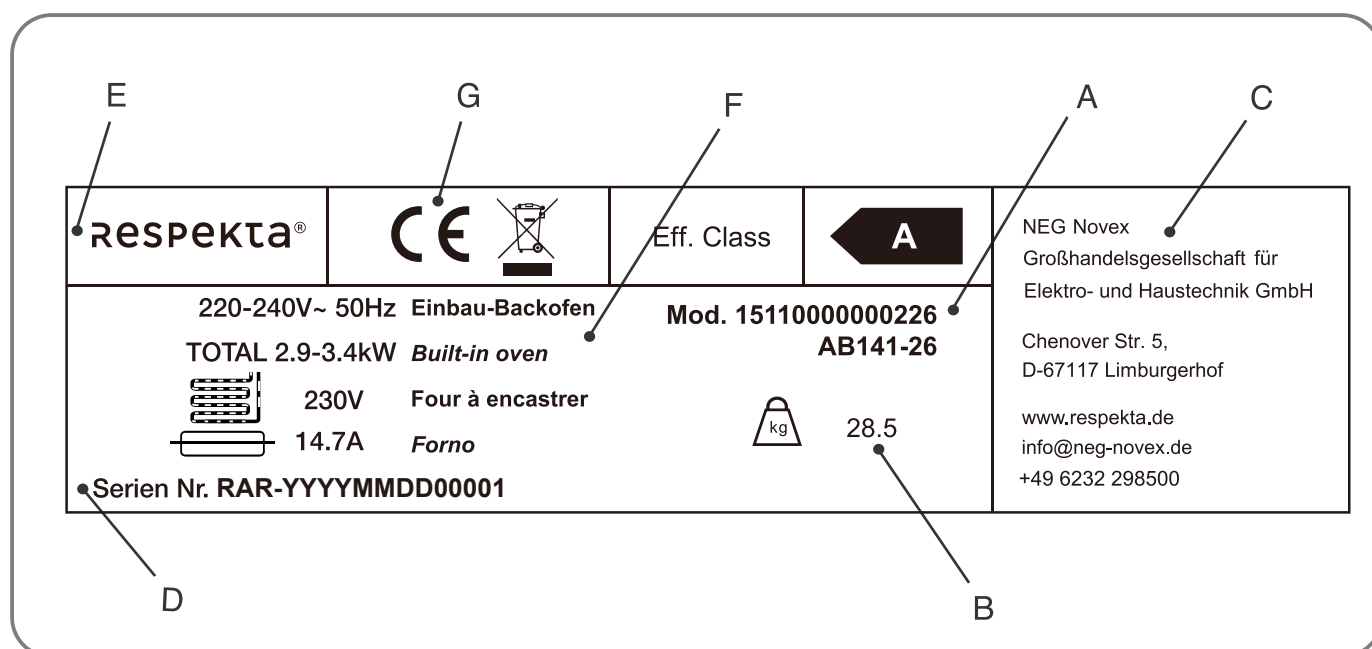 E G F A C
Respekta®
CE
Eff. Class
A
220-240V~ 50Hz Einbau-Backofen
TOTAL 2.9-3.4kW Built-in oven
230V Four à encastrer
14.7A Forno
Serien Nr. RAR-YYYYMMDD00001
Mod. 15110000000226
AB141-26
kg 28.5
NEG Novex
Großhandelsgesellschaft für
Elektro- und Haustechnik GmbH
Chenover Str. 5,
D-67117 Limburgerhof
www.respekta.de
info@neg-novex.de
+49 6232 298500
D B